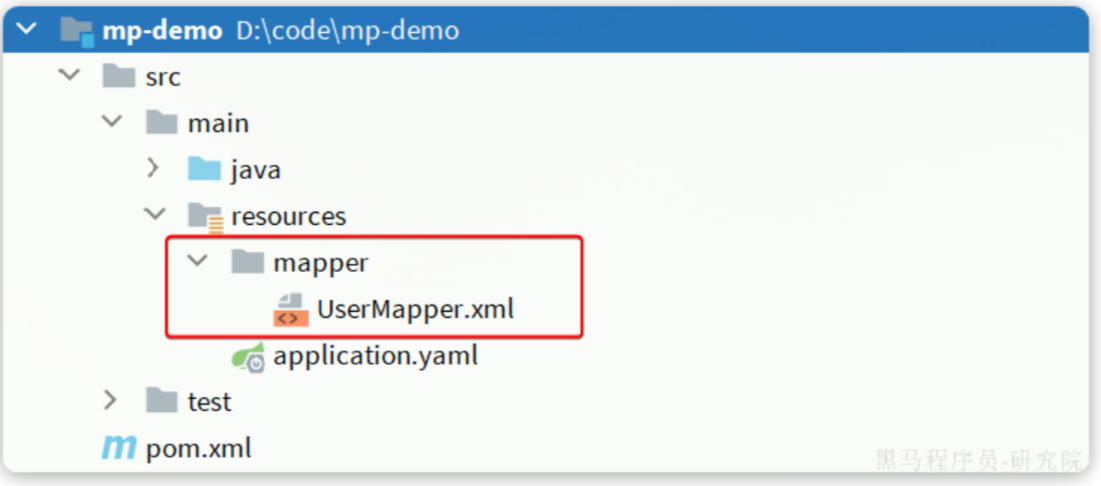 mp-demo D:\code\mp-demo
src
main
java
resources
mapper
UserMapper.xml
application.yaml
test
m pom.xml
黑马程序员-研究院